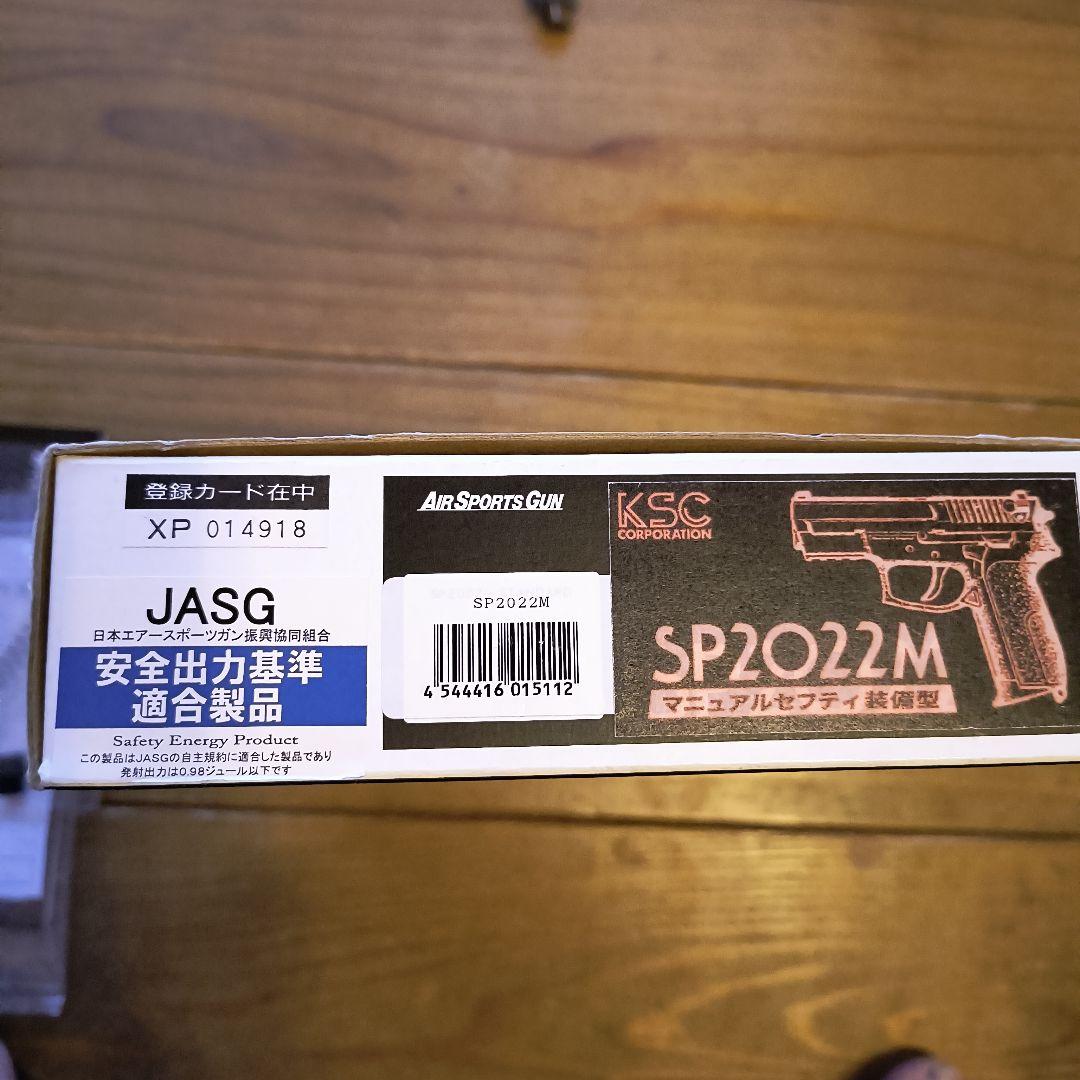 登録カード在中
XP 014918
JASG
日本エアースポーツガン振興協同組合
安全出力基準
適合製品
Safety Energy Product
この製品はJASGの自主規約に適合した製品であり
発射出力は0.98ジュール以下です
AIR SPORTS GUN
SP2022M
4 544416 015112
KSC
CORPORATION
SP2022M
マニュアルセフティ装備型